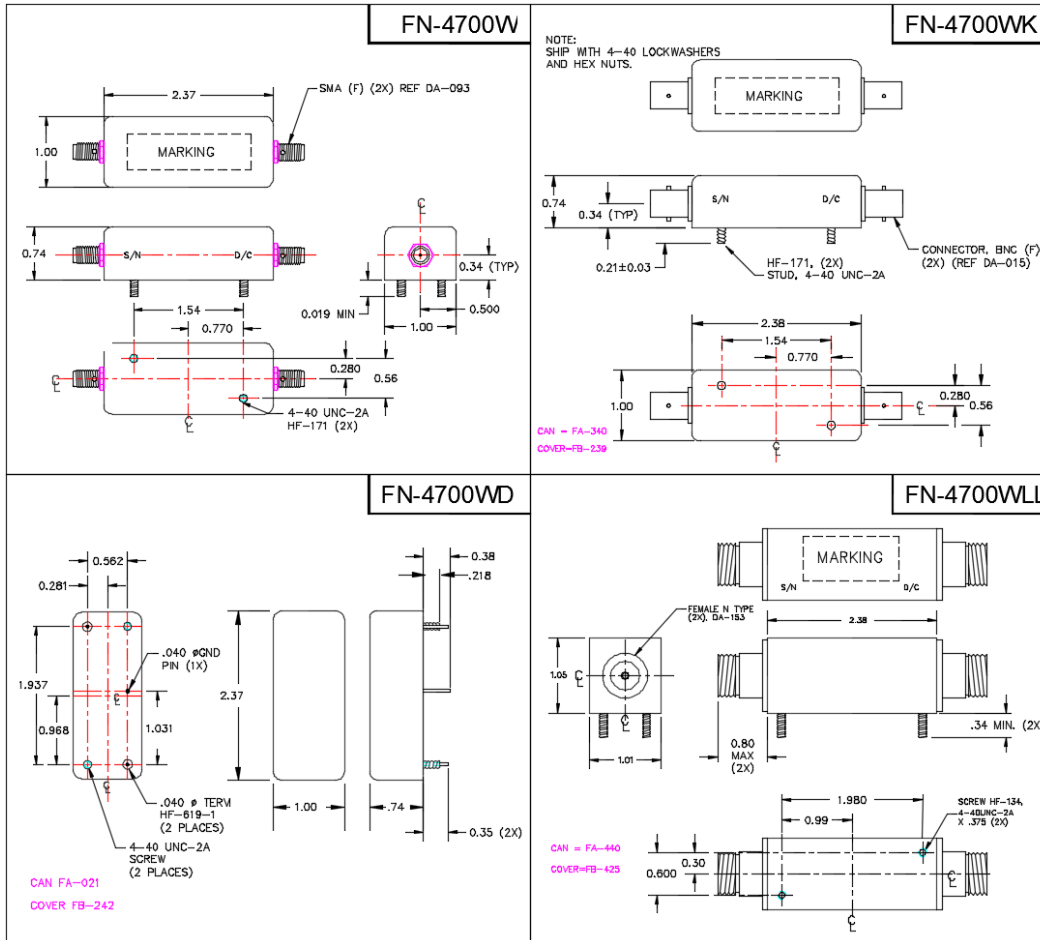 FN-4700W
SMA (F) (2X) REF DA-093
2.37
1.00
MARKING
0.74
S/N
D/C
0.34 (TYP)
0.019 MIN
0.500
1.00
1.54
0.770
0.280
0.56
4-40 UNC-2A
HF-171 (2X)
FN-4700WK
NOTE:
SHIP WITH 4-40 LOCKWASHERS
AND HEX NUTS.
MARKING
0.74
0.34 (TYP)
S/N
D/C
0.21±0.03
HF-171, (2X)
STUD, 4-40 UNC-2A
CONNECTOR, BNC (F)
(2X) (REF DA-015)
2.38
1.54
0.770
1.00
0.280
0.56
CAN = FA-340
COVER=FB-239
FN-4700WD
0.562
0.281
0.38
.218
.040 øGND
PIN (1X)
1.937
0.968
1.031
2.37
1.00
.74
0.35 (2X)
.040 ø TERM
HF-619-1
(2 PLACES)
4-40 UNC-2A
SCREW
(2 PLACES)
CAN FA-021
COVER FB-242
FN-4700WLL
MARKING
S/N
D/C
FEMALE N TYPE
(2X), DA-153
2.38
1.05
1.01
0.80
MAX
(2X)
.34 MIN. (2X)
1.980
0.99
SCREW HF-134,
4-40UNC-2A
X .375 (2X)
0.30
0.600
CAN = FA-440
COVER=FB-425